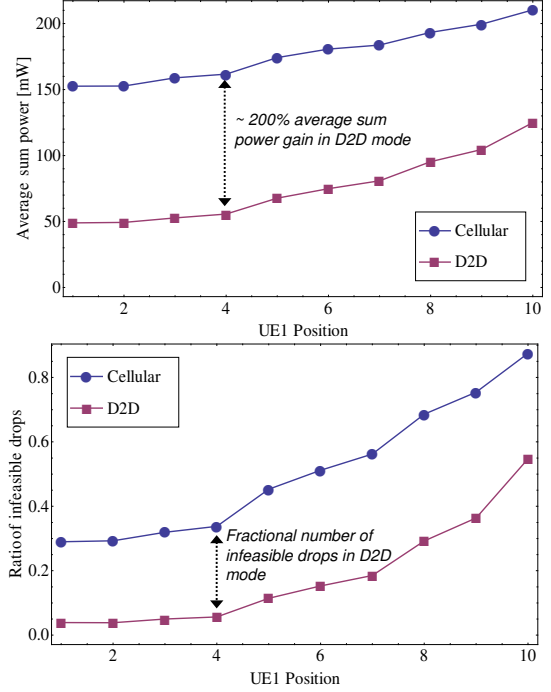 200
150
100
50
0
Average sum power [mW]
~ 200% average sum
power gain in D2D mode
Cellular
D2D
2
4
6
8
10
UE1 Position
Cellular
D2D
0.8
0.6
0.4
0.2
0.0
Ratioof infeasible drops
Fractional number of
infeasible drops in D2D
mode
2
4
6
8
10
UE1 Position